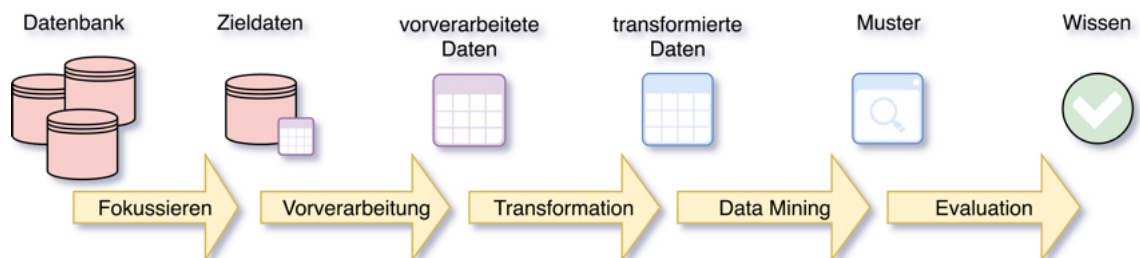 Datenbank
Zieldaten
vorverarbeitete
Daten
transformierte
Daten
Muster
Wissen
Fokussieren
Vorverarbeitung
Transformation
Data Mining
Evaluation